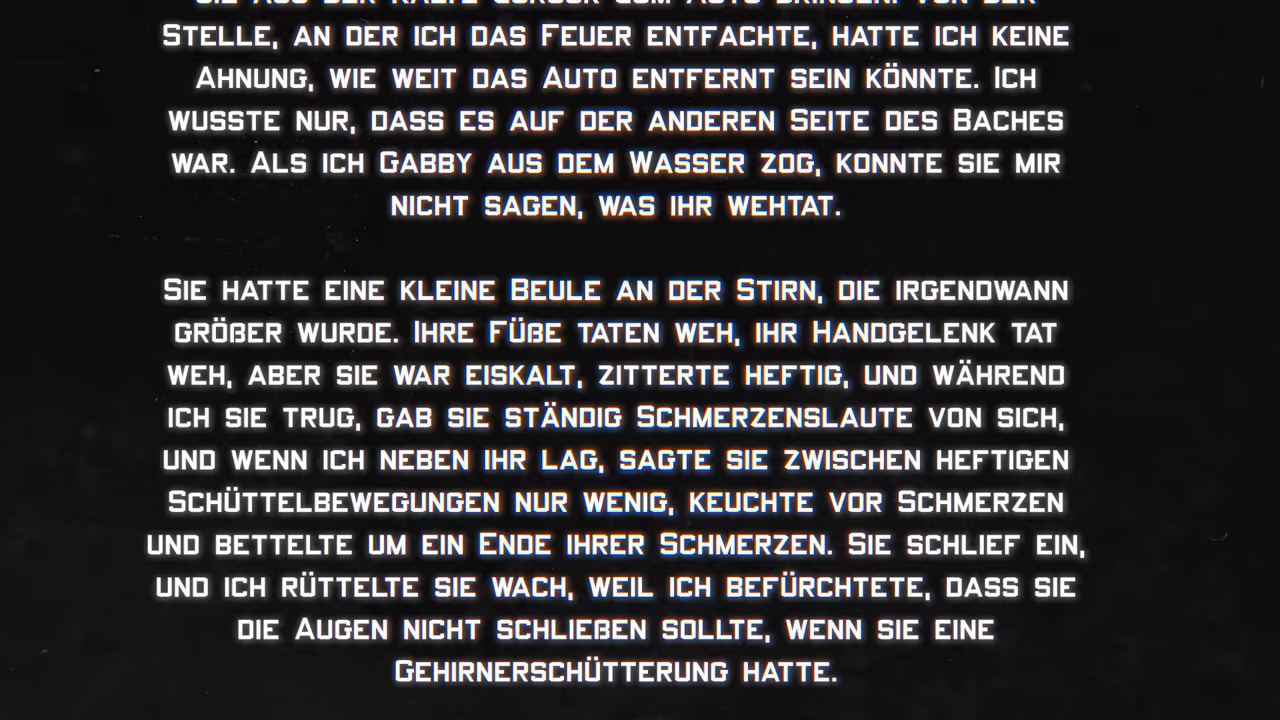 Stelle, an der ich das Feuer entfachte, hatte ich keine
Ahnung, wie weit das Auto entfernt sein könnte. Ich
wusste nur, dass es auf der anderen Seite des Baches
war. Als ich Gabby aus dem Wasser zog, konnte sie mir
nicht sagen, was ihr wehtat.
Sie hatte eine kleine Beule an der Stirn, die irgendwann
größer wurde. Ihre Füße taten weh, ihr Handgelenk tat
weh, aber sie war eiskalt, zitterte heftig, und während
ich sie trug, gab sie ständig Schmerzenslaute von sich,
und wenn ich neben ihr lag, sagte sie zwischen heftigen
Schüttelbewegungen nur wenig, keuchte vor Schmerzen
und bettelte um ein Ende ihrer Schmerzen. Sie schlief ein,
und ich rüttelte sie wach, weil ich befürchtete, dass sie
die Augen nicht schließen sollte, wenn sie eine
Gehirnerschütterung hatte.